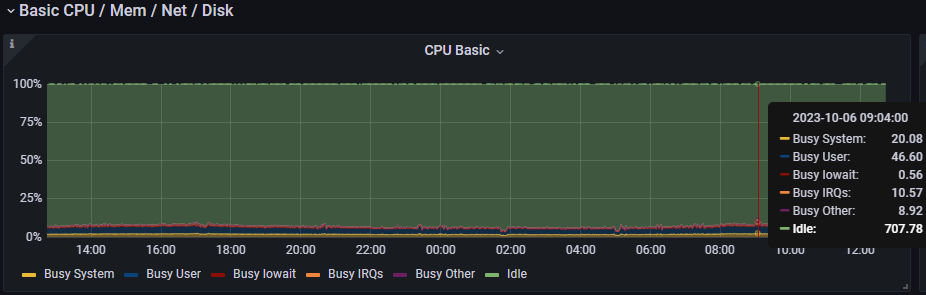 Basic CPU / Mem / Net / Disk
i
CPU Basic
100%
75%
50%
25%
0%
14:00 16:00 18:00 20:00 22:00 00:00 02:00 04:00 06:00 08:00 10:00 12:00
2023-10-06 09:04:00
Busy System: 20.08
Busy User: 46.60
Busy Iowait: 0.56
Busy IRQs: 10.57
Busy Other: 8.92
Idle: 707.78
Busy System Busy User Busy Iowait Busy IRQs Busy Other Idle